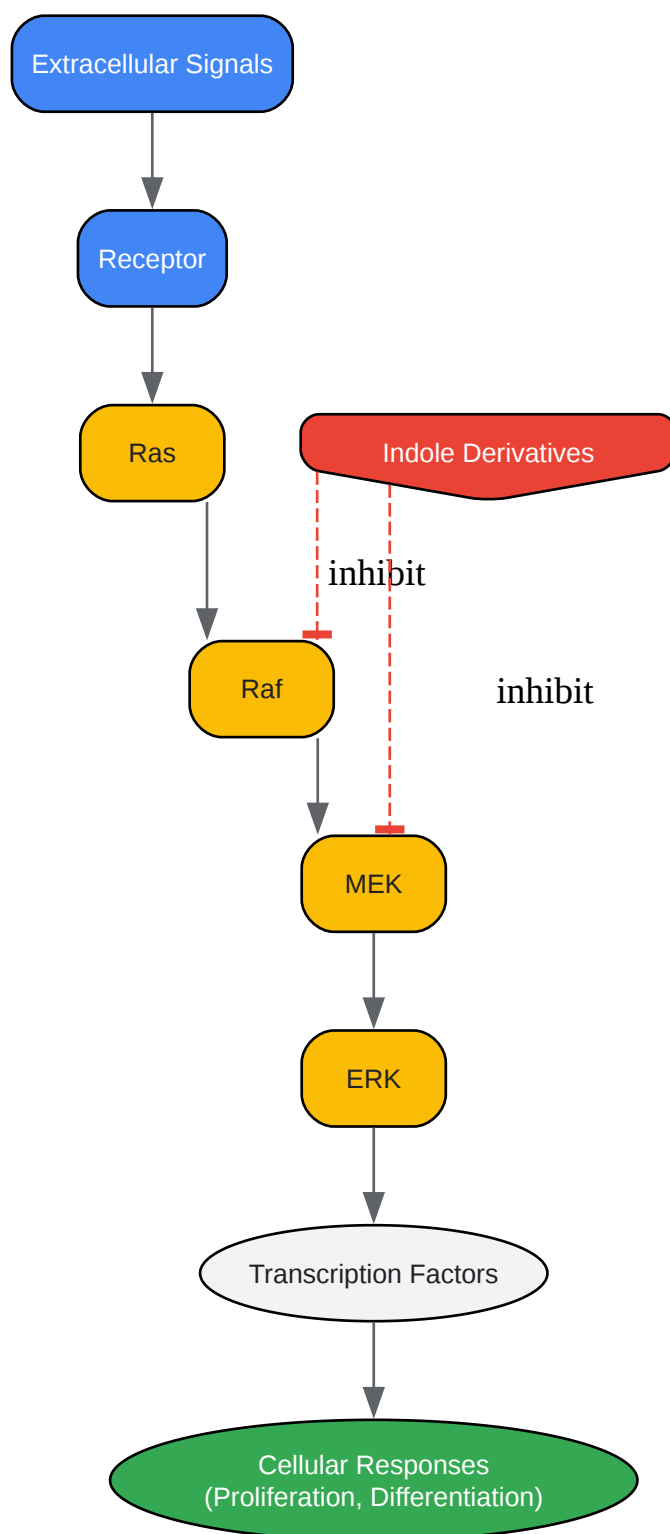 Extracellular Signals
Receptor
Ras
Indole Derivatives
inhibit
Raf
inhibit
MEK
ERK
Transcription Factors
Cellular Responses
(Proliferation, Differentiation)